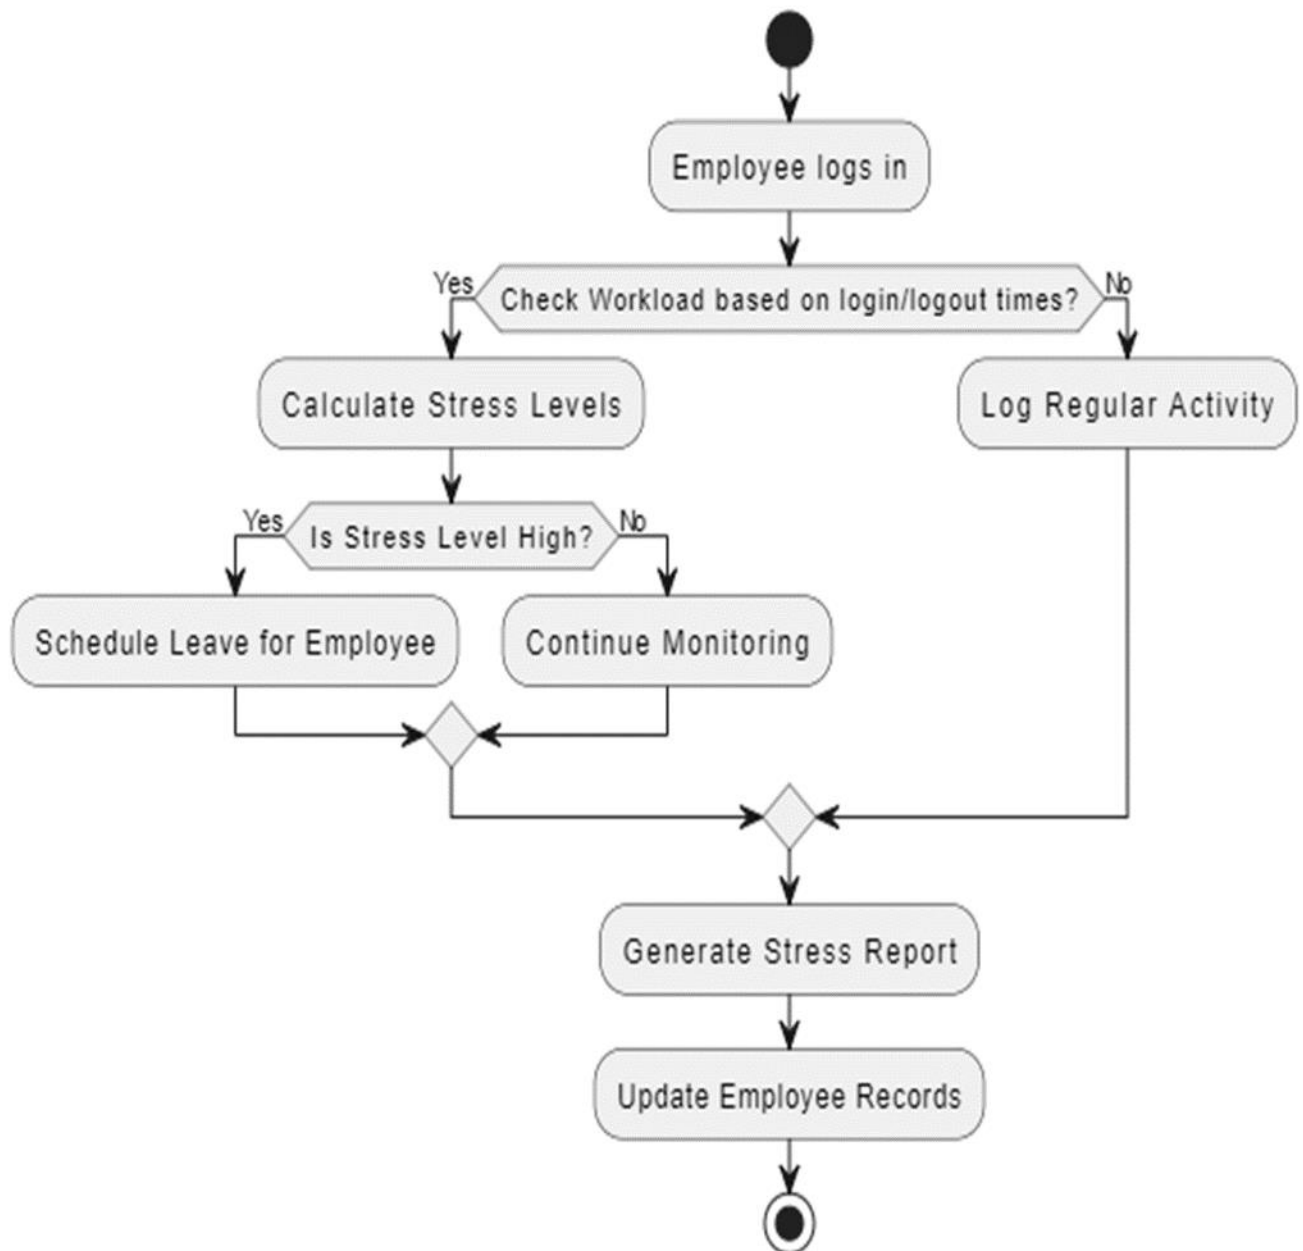 Employee logs in
Yes
Check Workload based on login/logout times?
No
Calculate Stress Levels
Log Regular Activity
Yes
Is Stress Level High?
No
Schedule Leave for Employee
Continue Monitoring
Generate Stress Report
Update Employee Records